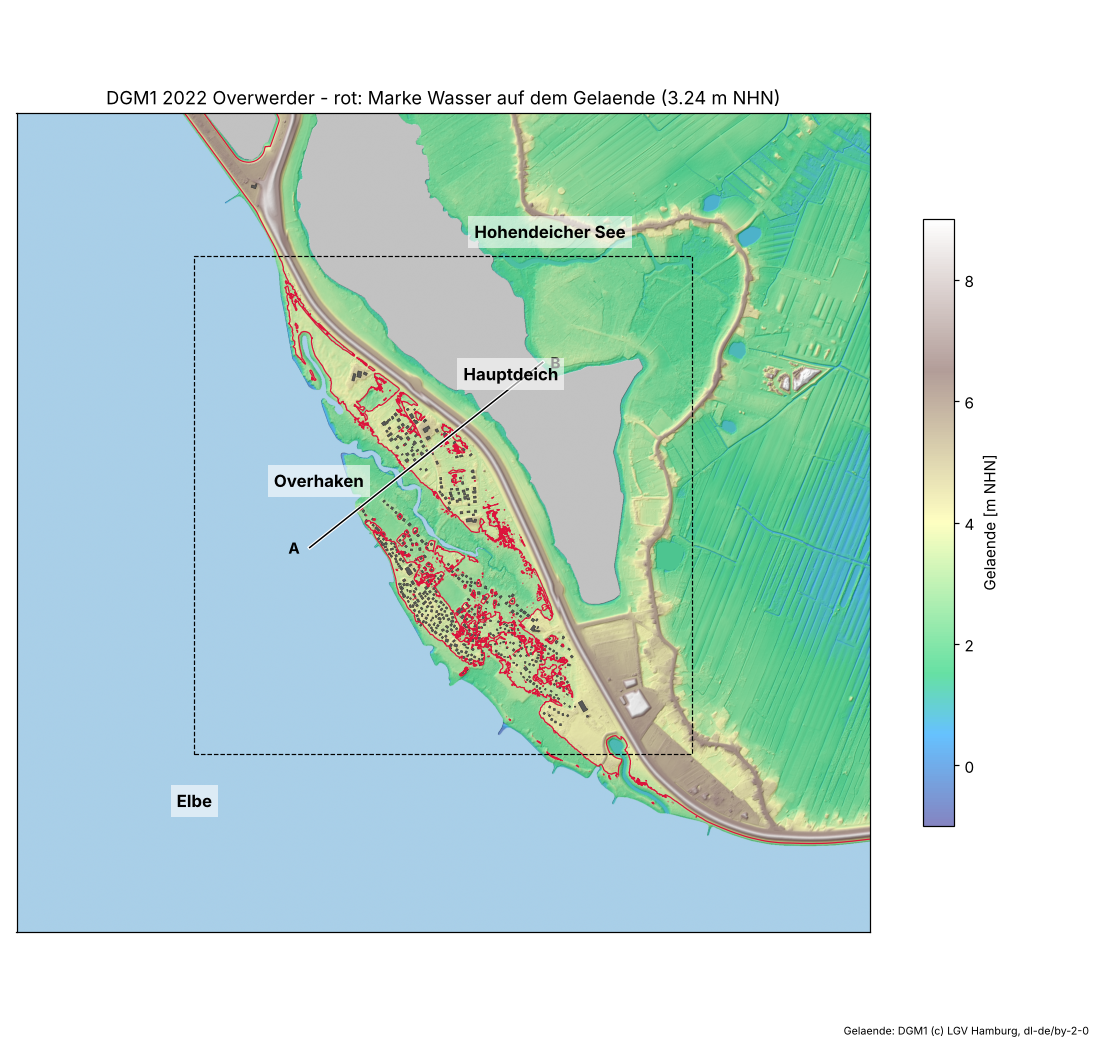 DGM1 2022 Overwerder - rot: Marke Wasser auf dem Gelaende (3.24 m NHN)
Hohendeicher See
B
Hauptdeich
Overhaken
A
Elbe
8
6
4
2
0
Gelaende [m NHN]
Gelaende: DGM1 (c) LGV Hamburg, dl-de/by-2-0